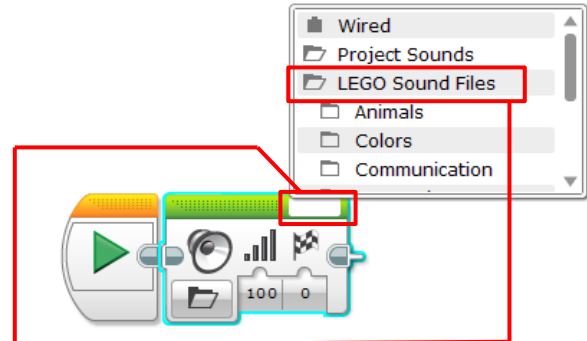 Wired
Project Sounds
LEGO Sound Files
Animals
Colors
Communication
100 0